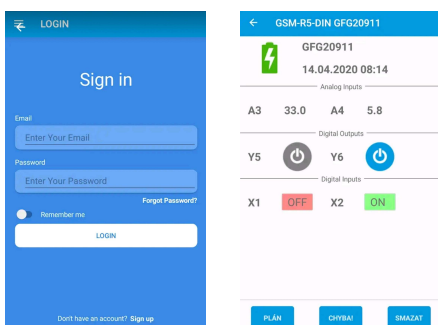 LOGIN
Sign in
Email
Enter Your Email
Password
Enter Your Password
Forgot Password?
Remember me
LOGIN
Don't have an account? Sign up
GSM-R5-DIN GFG20911
GFG20911
14.04.2020 08:14
Analog Inputs
A3 33.0 A4 5.8
Digital Outputs
Y5 Y6
Digital Inputs
X1 OFF X2 ON
PLÁN CHYBA! SMAZAT